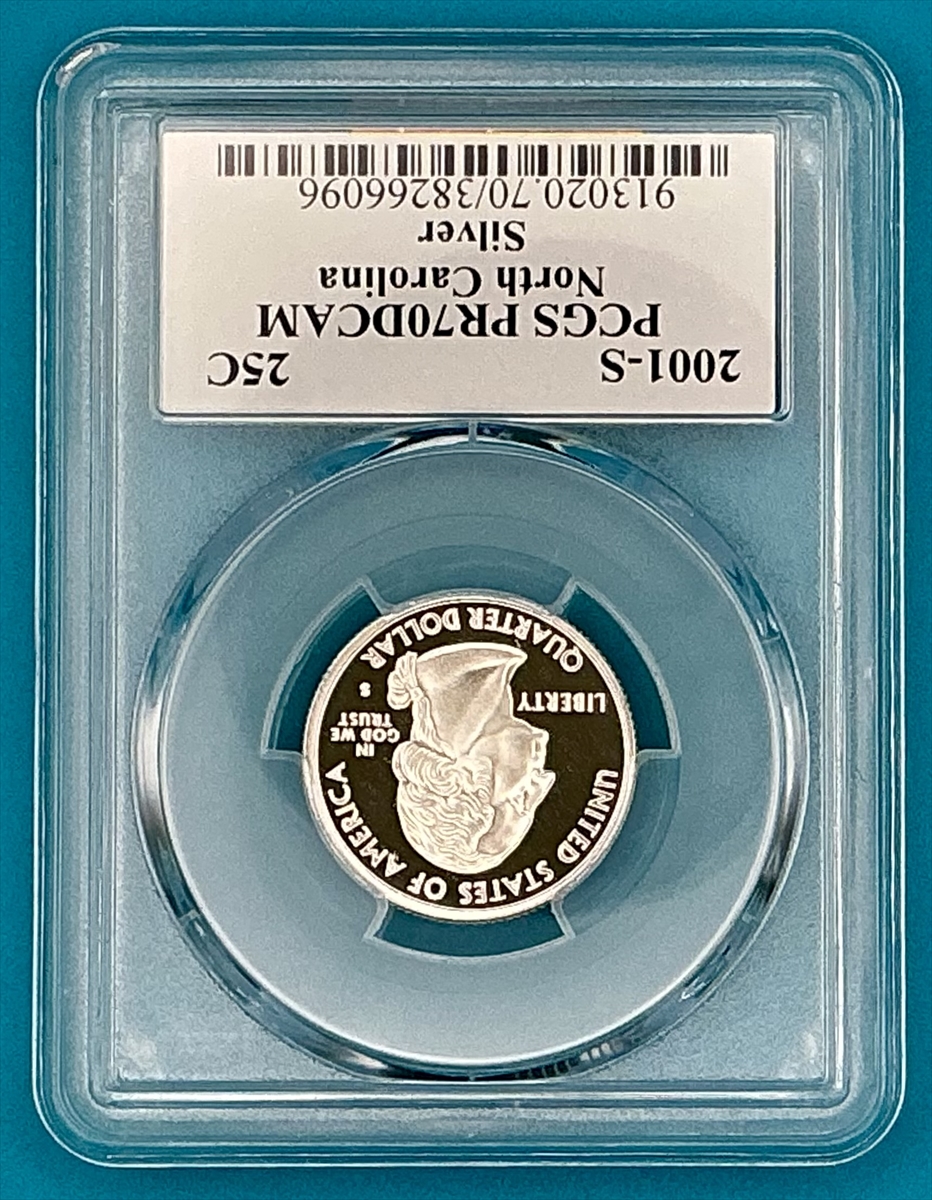 2001-S 25C
PCGS PR70DCAM
North Carolina
Silver
913020.70/38266096
UNITED STATES OF AMERICA
LIBERTY
IN
GOD WE
TRUST
S
QUARTER DOLLAR